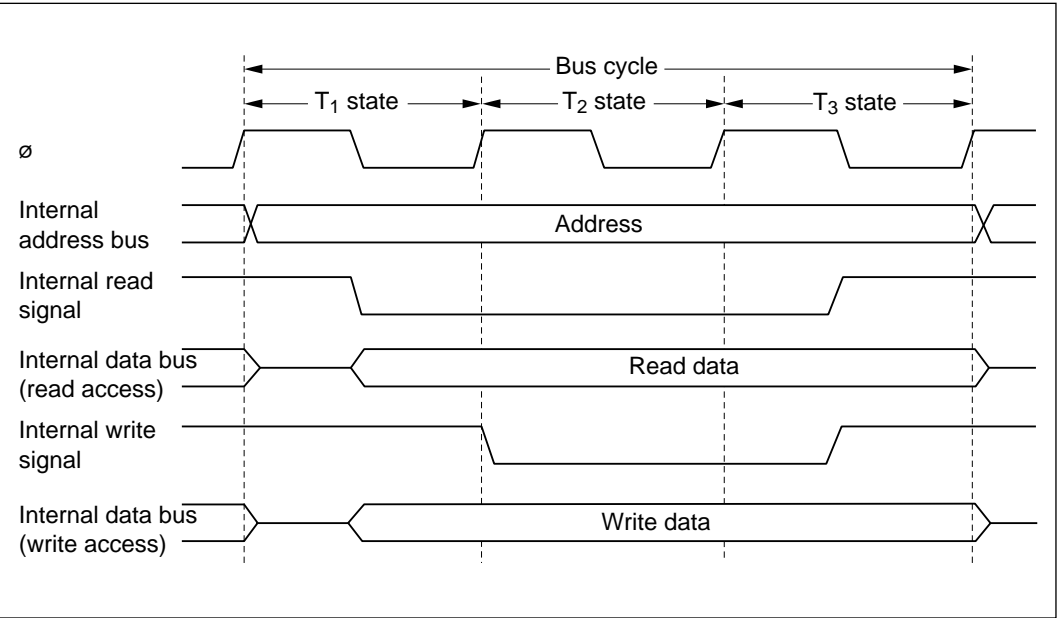 Bus cycle
T₁ state
T₂ state
T₃ state
ø
Internal
address bus
Address
Internal read
signal
Internal data bus
(read access)
Read data
Internal write
signal
Internal data bus
(write access)
Write data